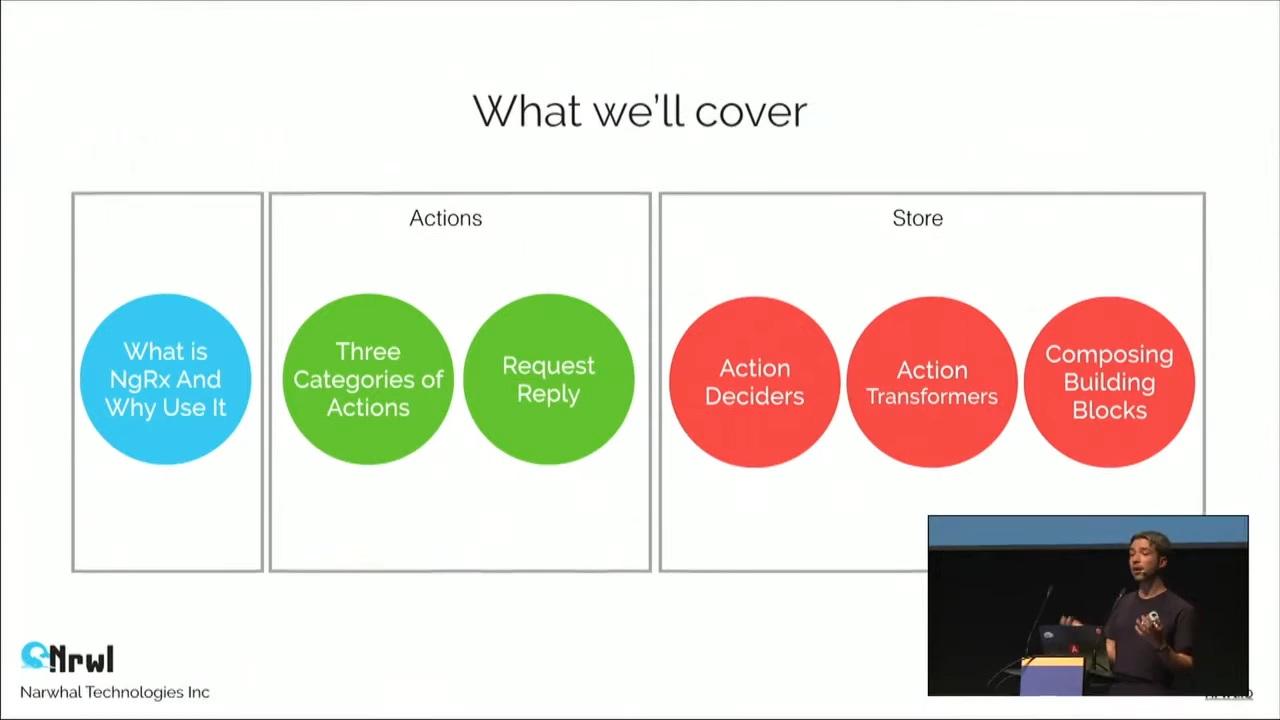 What we'll cover
Actions
Store
What is
NgRx And
Why Use It
Three
Categories of
Actions
Request
Reply
Action
Deciders
Action
Transformers
Composing
Building
Blocks
Nrwl
Narwhal Technologies Inc